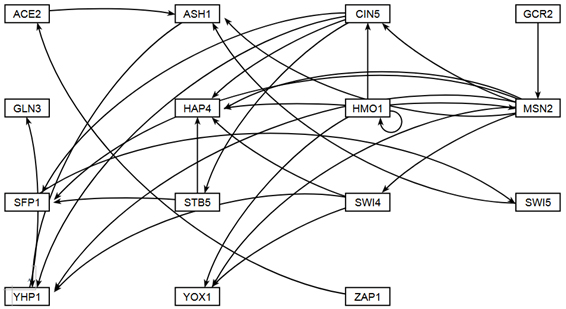 ACE2 ASH1 CIN5 GCR2
GLN3 HAP4 HMO1 MSN2
SFP1 STB5 SWI4 SWI5
YHP1 YOX1 ZAP1